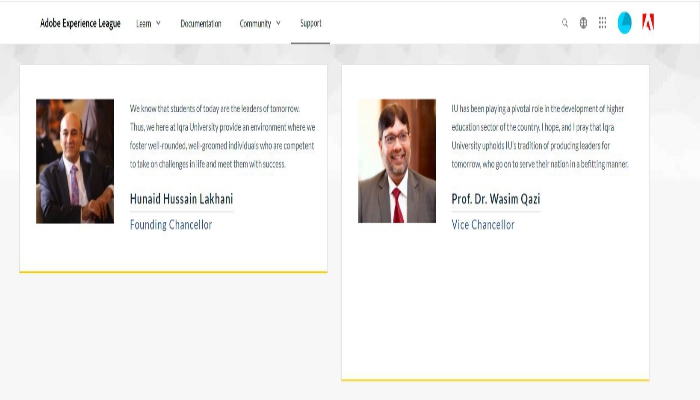 Adobe Experience League Learn Documentation Community Support
We know that students of today are the leaders of tomorrow.
Thus, we here at Iqra University provide an environment where we
foster well-rounded, well-groomed individuals who are competent
to take on challenges in life and meet them with success.
Hunaid Hussain Lakhani
Founding Chancellor
IU has been playing a pivotal role in the development of higher
education sector of the country. I hope, and I pray that Iqra
University upholds IU's tradition of producing leaders for
tomorrow, who go on to serve their nation in a befitting manner.
Prof. Dr. Wasim Qazi
Vice Chancellor